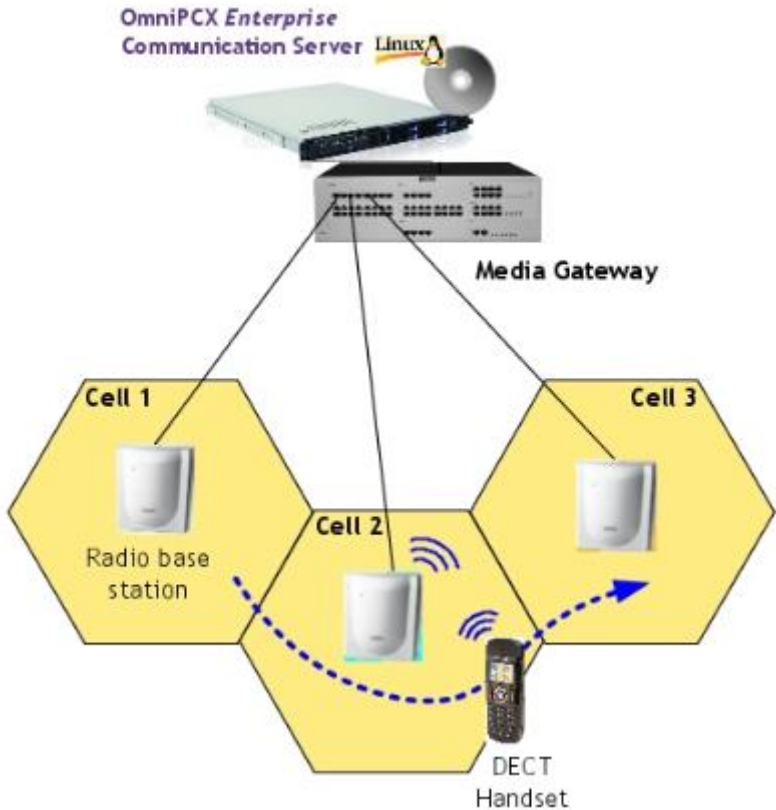 OmniPCX Enterprise
Communication Server
Linux
Media Gateway
Cell 1
Cell 3
Radio base
station
Cell 2
DECT
Handset